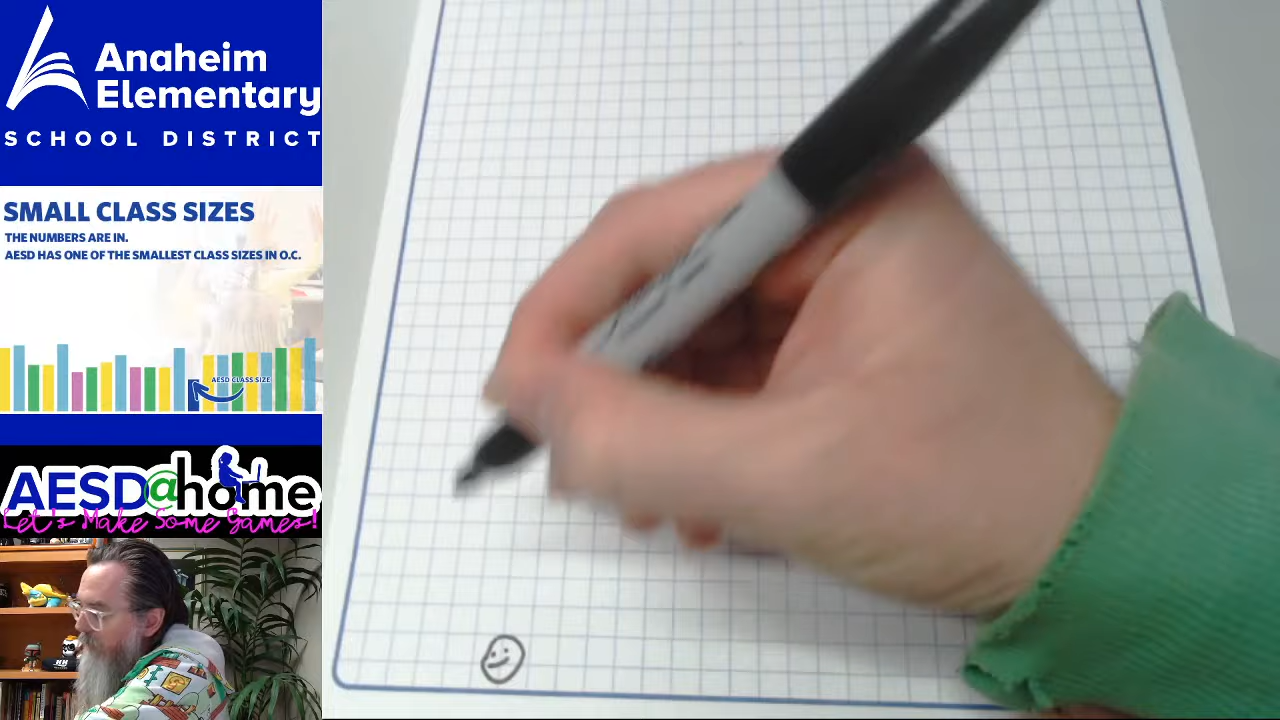 Anaheim
Elementary
SCHOOL DISTRICT
SMALL CLASS SIZES
THE NUMBERS ARE IN.
AESD HAS ONE OF THE SMALLEST CLASS SIZES IN O.C.
AESD CLASS SIZE
AESD@home
Let's Make Some Games!